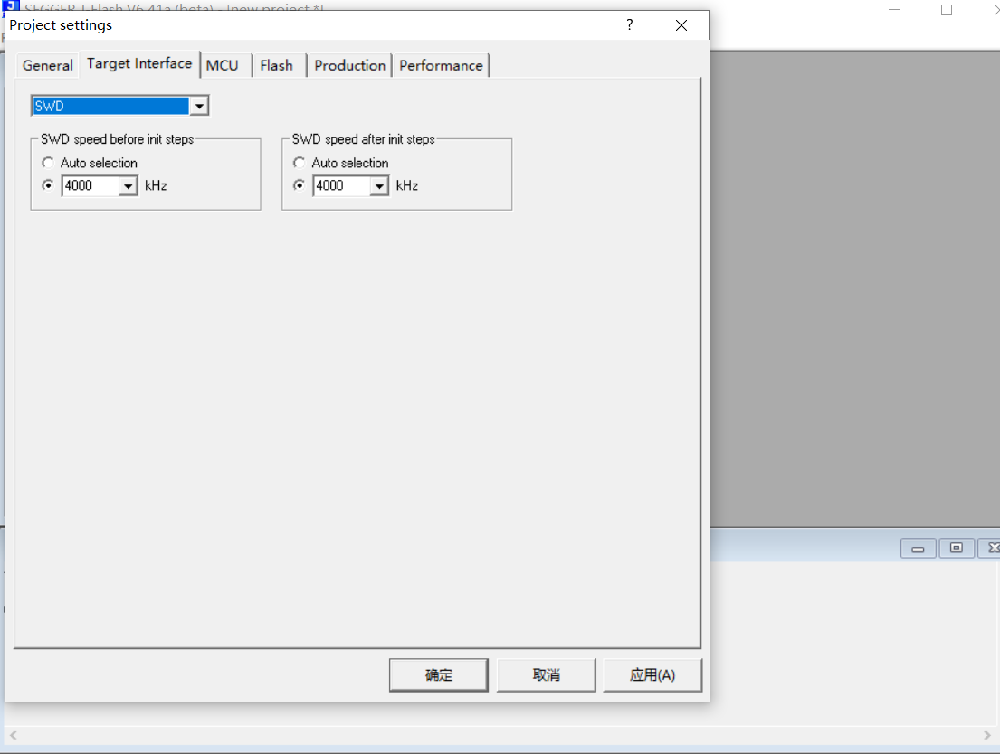 SEGGER J-Flash V6.41a (beta) - [new project *]
Project settings
?
General Target Interface MCU Flash Production Performance
SWD
SWD speed before init steps SWD speed after init steps
Auto selection Auto selection
4000 kHz 4000 kHz
确定 取消 应用(A)